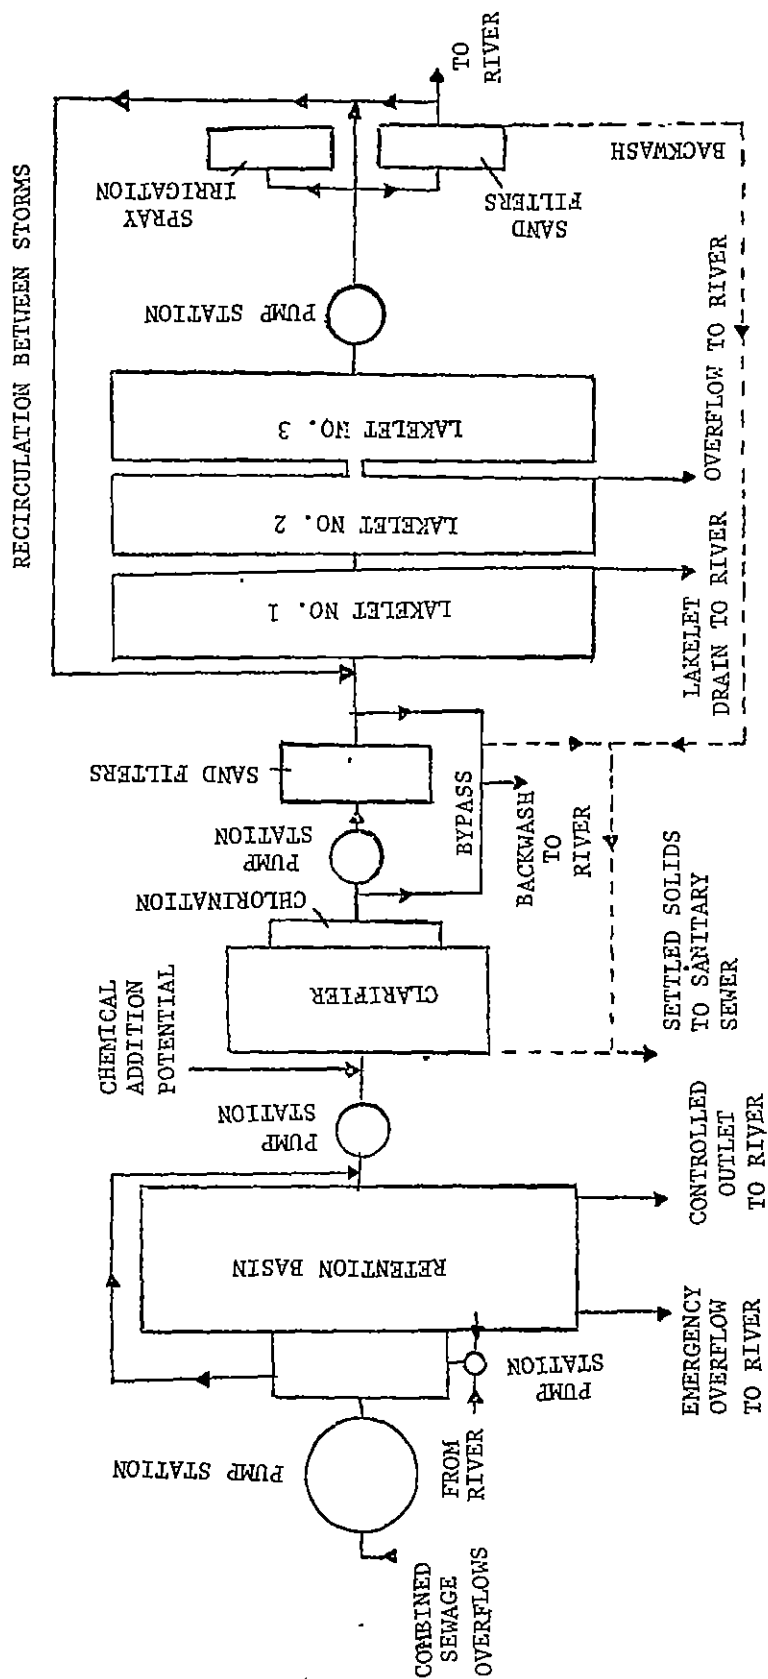 RECIRCULATION BETWEEN STORMS
TO
RIVER
SPRAY
IRRIGATION
SAND
FILTERS
BACKWASH
PUMP STATION
LAKELET NO. 3
LAKELET NO. 2
LAKELET NO. 1
OVERFLOW TO RIVER
LAKELET
DRAIN TO RIVER
SAND FILTERS
PUMP
STATION
BYPASS
BACKWASH
TO
RIVER
CHLORINATION
CLARIFIER
SETTLED SOLIDS
TO SANITARY
SEWER
CHEMICAL
ADDITION
POTENTIAL
PUMP
STATION
RETENTION BASIN
CONTROLLED
OUTLET
TO RIVER
EMERGENCY
OVERFLOW
TO RIVER
PUMP
STATION
FROM
RIVER
PUMP STATION
COMBINED
SEWAGE
OVERFLOWS